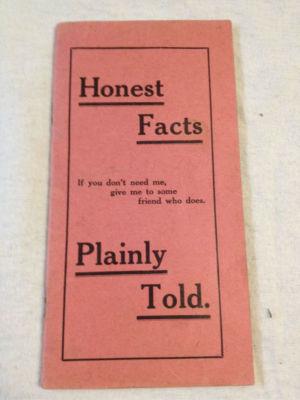 Honest
Facts
If you don't need me,
give me to some
friend who does.
Plainly
Told.